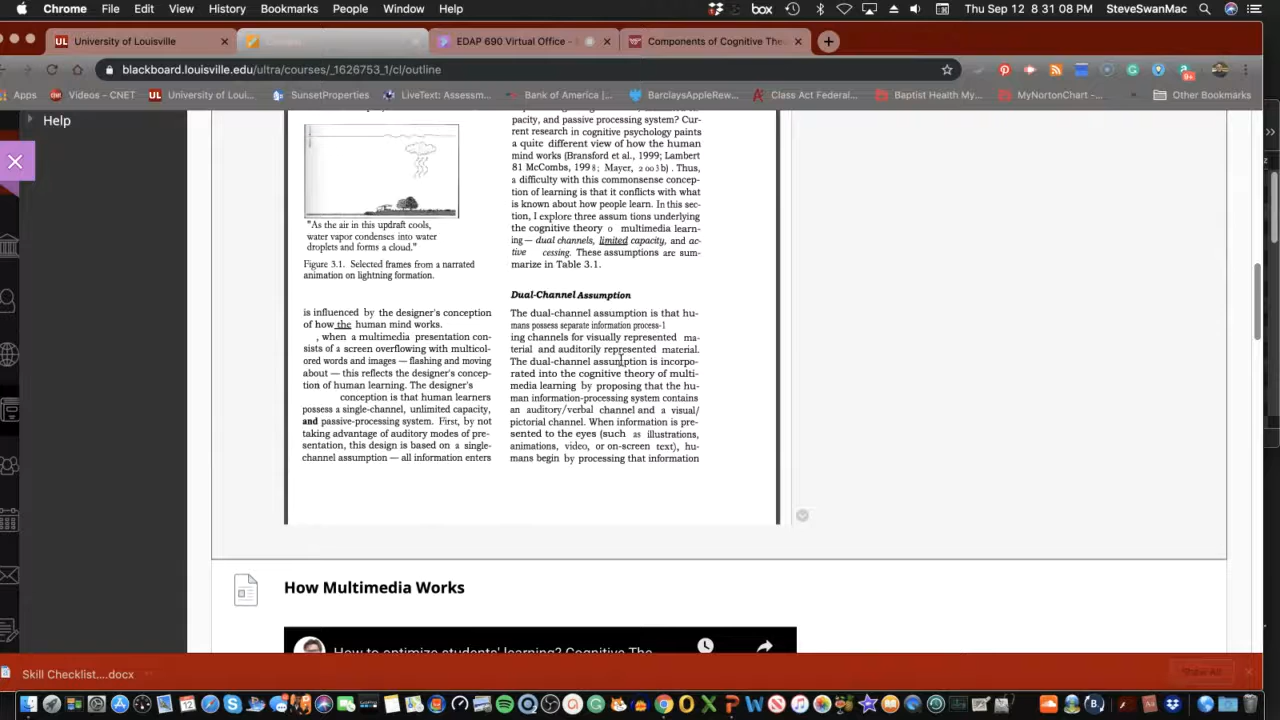 Chrome File Edit View History Bookmarks People Window Help box Thu Sep 12 8 31 08 PM SteveSwanMac
UL University of Louisville × EDAP 690 Virtual Office - × Components of Cognitive The × +
blackboard.louisville.edu/ultra/courses/_1626753_1/cl/outline
Apps Videos - CNET UL University of Loui... SunsetProperties LiveText: Assessm... Bank of America |... BarclaysAppleRew... Class Act Federal... Baptist Health My... MyNortonChart -... Other Bookmarks
Help
"As the air in this updraft cools,
water vapor condenses into water
droplets and forms a cloud."
Figure 3.1. Selected frames from a narrated
animation on lightning formation.
is influenced by the designer's conception
of how the human mind works.
, when a multimedia presentation con-
sists of a screen overflowing with multicol-
ored words and images — flashing and moving
about — this reflects the designer's concep-
tion of human learning. The designer's
conception is that human learners
possess a single-channel, unlimited capacity,
and passive-processing system. First, by not
taking advantage of auditory modes of pre-
sentation, this design is based on a single-
channel assumption — all information enters
pacity, and passive processing system? Cur-
rent research in cognitive psychology paints
a quite different view of how the human
mind works (Bransford et al., 1999; Lambert
81 McCombs, 199 8; Mayer, 2 oo 3 b) . Thus,
a difficulty with this commonsense concep-
tion of learning is that it conflicts with what
is known about how people learn. In this sec-
tion, I explore three assum tions underlying
the cognitive theory o multimedia learn-
ing — dual channels, limited capacity, and ac-
tive cessing. These assumptions are sum-
marize in Table 3.1.
Dual-Channel Assumption
The dual-channel assumption is that hu-
mans possess separate information process-1
ing channels for visually represented ma-
terial and auditorily represented material.
The dual-channel assumption is incorpo-
rated into the cognitive theory of multi-
media learning by proposing that the hu-
man information-processing system contains
an auditory/verbal channel and a visual/
pictorial channel. When information is pre-
sented to the eyes (such as illustrations,
animations, video, or on-screen text), hu-
mans begin by processing that information
How Multimedia Works
How to optimize students' learning? Cognitive The...
Skill Checklist....docx
Show All